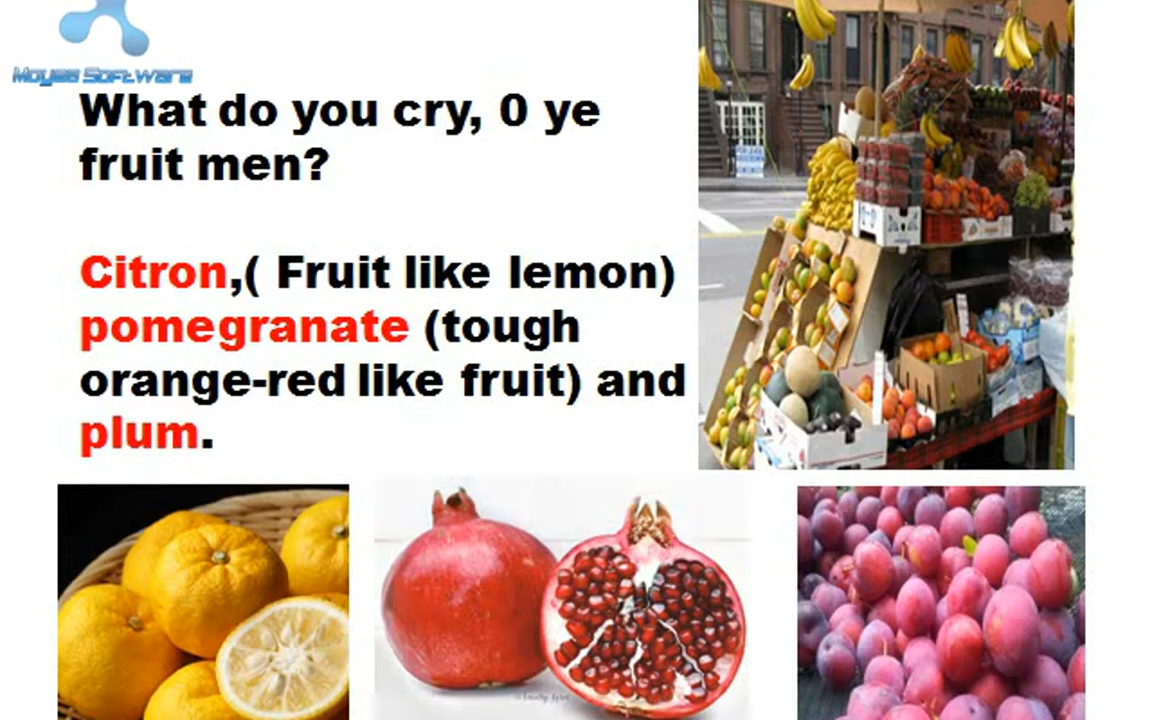 Moyea Software
What do you cry, 0 ye
fruit men?
Citron,( Fruit like lemon)
pomegranate (tough
orange-red like fruit) and
plum.